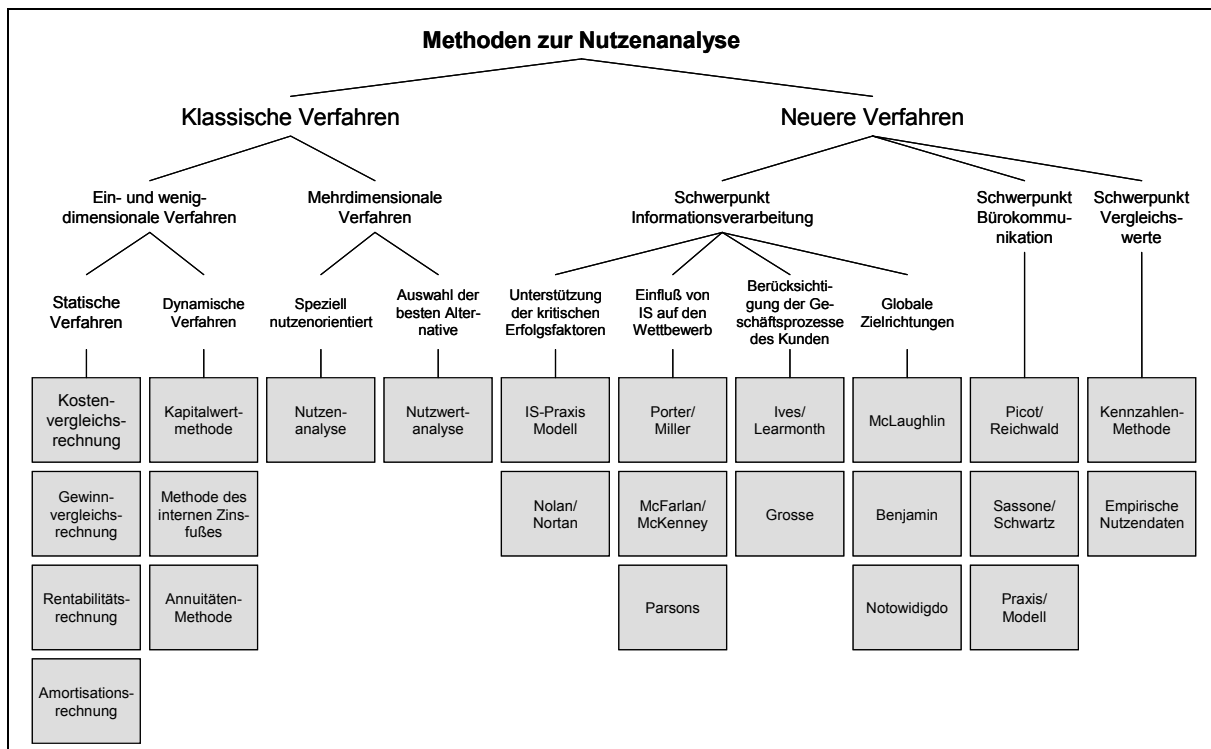 Methoden zur Nutzenanalyse
Klassische Verfahren
Neuere Verfahren
Ein- und wenig-
dimensionale Verfahren
Mehrdimensionale
Verfahren
Schwerpunkt
Informationsverarbeitung
Schwerpunkt
Bürokommu-
nikation
Schwerpunkt
Vergleichs-
werte
Statische
Verfahren
Dynamische
Verfahren
Speziell
nutzenorientiert
Auswahl der
besten Alter-
native
Unterstützung
der kritischen
Erfolgsfaktoren
Einfluß von
IS auf den
Wettbewerb
Berücksichti-
gung der Ge-
schäftsprozesse
des Kunden
Globale
Zielrichtungen
Kosten-
vergleichs-
rechnung
Kapitalwert-
methode
Nutzen-
analyse
Nutzwert-
analyse
IS-Praxis
Modell
Porter/
Miller
Ives/
Learmonth
McLaughlin
Picot/
Reichwald
Kennzahlen-
Methode
Gewinn-
vergleichs-
rechnung
Methode des
internen Zins-
fußes
Nolan/
Nortan
McFarlan/
McKenney
Grosse
Benjamin
Sassone/
Schwartz
Empirische
Nutzendaten
Rentabilitäts-
rechnung
Annuitäten-
Methode
Parsons
Notowidigdo
Praxis/
Modell
Amortisations-
rechnung